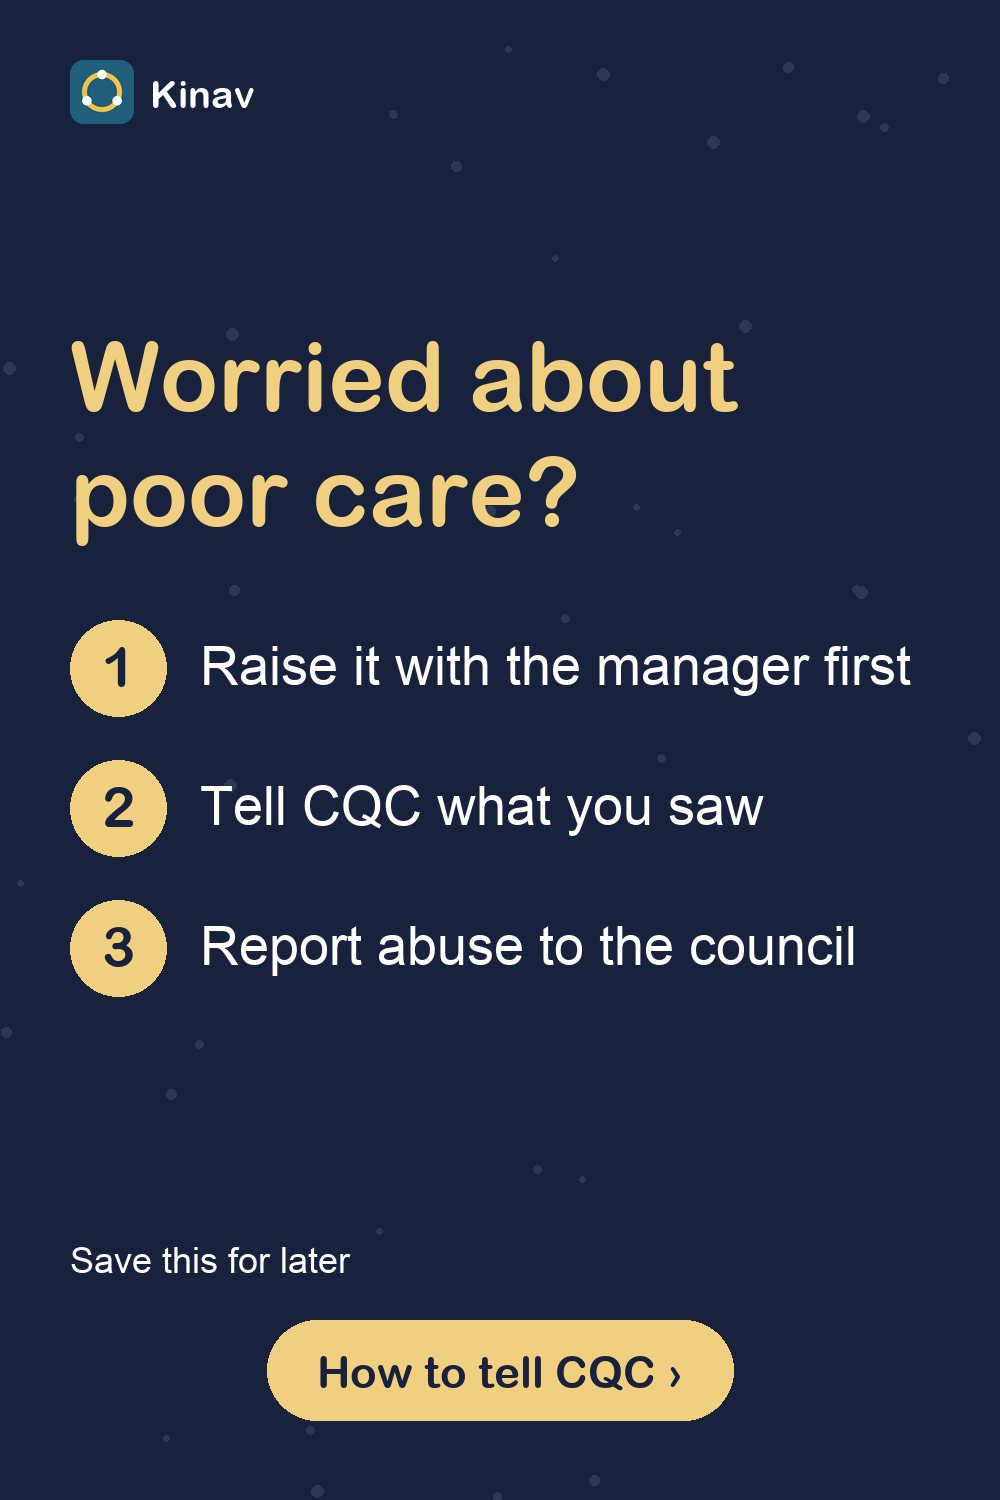 Kinav
Worried about
poor care?
1 Raise it with the manager first
2 Tell CQC what you saw
3 Report abuse to the council
Save this for later
How to tell CQC ›